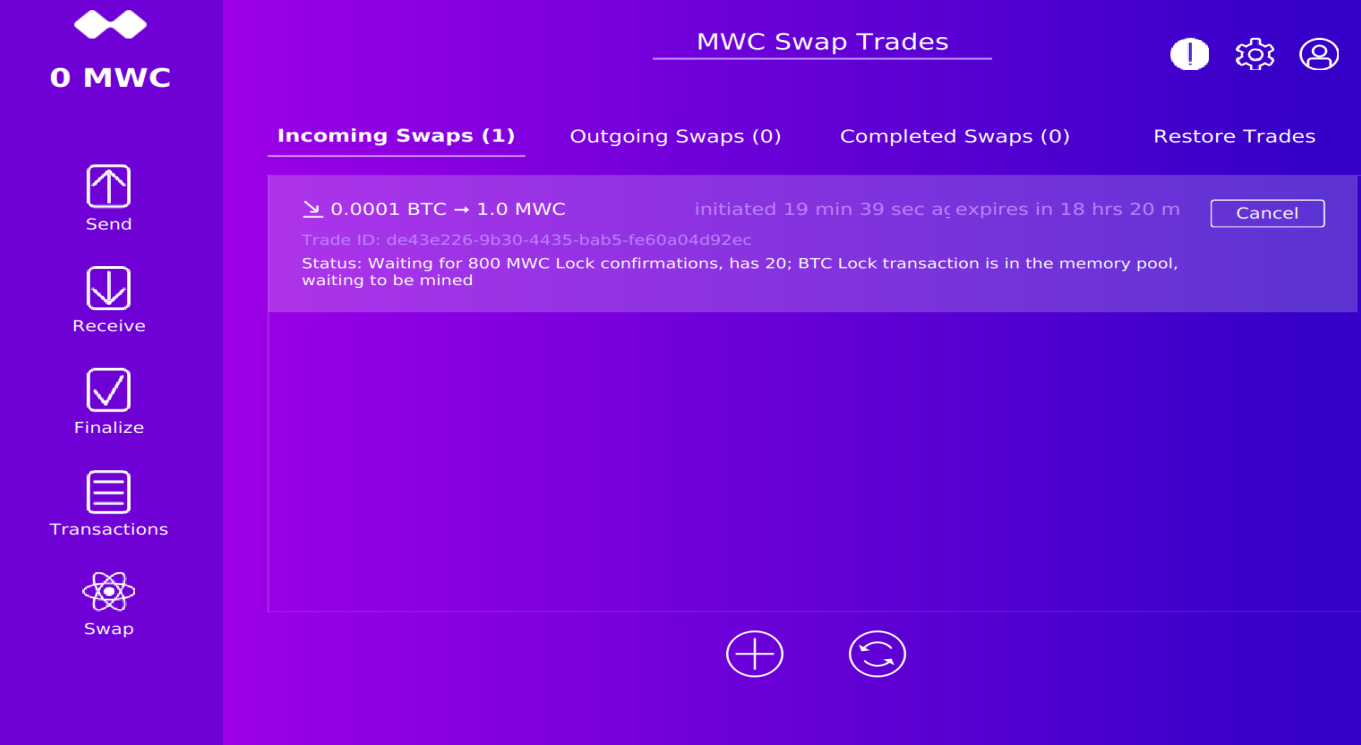 0 MWC
Send
Receive
Finalize
Transactions
Swap
MWC Swap Trades
Incoming Swaps (1)
Outgoing Swaps (0)
Completed Swaps (0)
Restore Trades
0.0001 BTC → 1.0 MWC
initiated 19 min 39 sec
expires in 18 hrs 20 m
Cancel
Trade ID: de43e226-9b30-4435-bab5-fe60a04d92ec
Status: Waiting for 800 MWC Lock confirmations, has 20; BTC Lock transaction is in the memory pool,
waiting to be mined